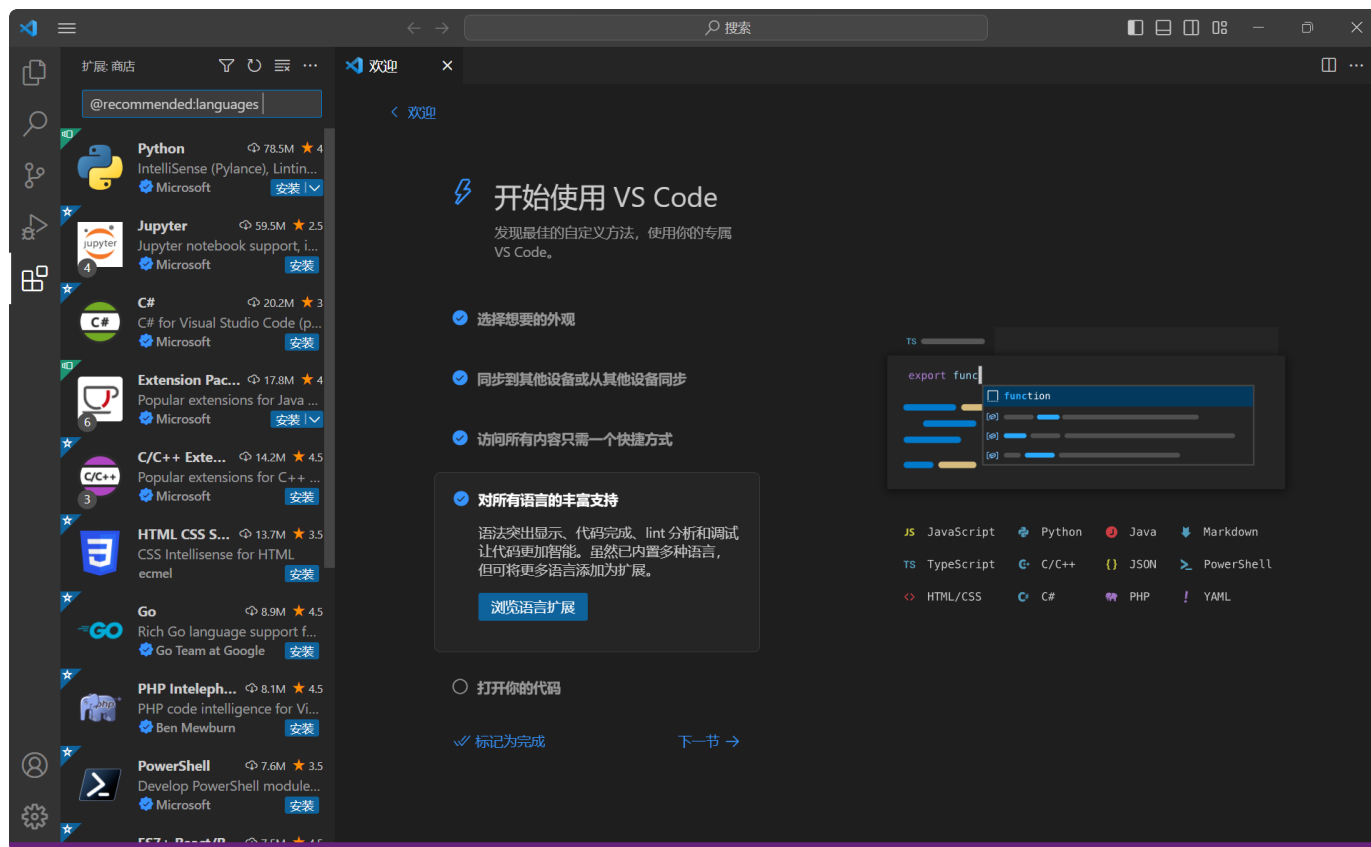 搜索
扩展: 商店
欢迎
@recommended:languages
Python 78.5M 4
IntelliSense (Pylance), Lintin...
Microsoft 安装
Jupyter 59.5M 2.5
Jupyter notebook support, i...
4 Microsoft 安装
C# 20.2M 3
C# for Visual Studio Code (p...
Microsoft 安装
Extension Pac... 17.8M 4
Popular extensions for Java ...
6 Microsoft 安装
C/C++ Exte... 14.2M 4.5
Popular extensions for C++ ...
3 Microsoft 安装
HTML CSS S... 13.7M 3.5
CSS Intellisense for HTML
ecmel 安装
Go 8.9M 4.5
Rich Go language support f...
Go Team at Google 安装
PHP Inteleph... 8.1M 4.5
PHP code intelligence for Vi...
Ben Mewburn 安装
PowerShell 7.6M 3.5
Develop PowerShell module...
Microsoft 安装
欢迎
开始使用 VS Code
发现最佳的自定义方法，使用你的专属
VS Code。
选择想要的外观
同步到其他设备或从其他设备同步
访问所有内容只需一个快捷方式
对所有语言的丰富支持
语法突出显示、代码完成、lint 分析和调试
让代码更加智能。虽然已内置多种语言，
但可将更多语言添加为扩展。
浏览语言扩展
打开你的代码
标记为完成 下一节
TS
export func
function
JS JavaScript Python Java Markdown
TS TypeScript C/C++ {} JSON PowerShell
<> HTML/CSS C# PHP ! YAML